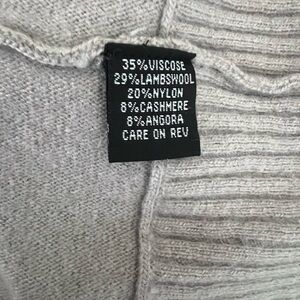 35%VISCOSE
29%LAMBSWOOL
20%NYLON
8%CASHMERE
8%ANGORA
CARE ON REV